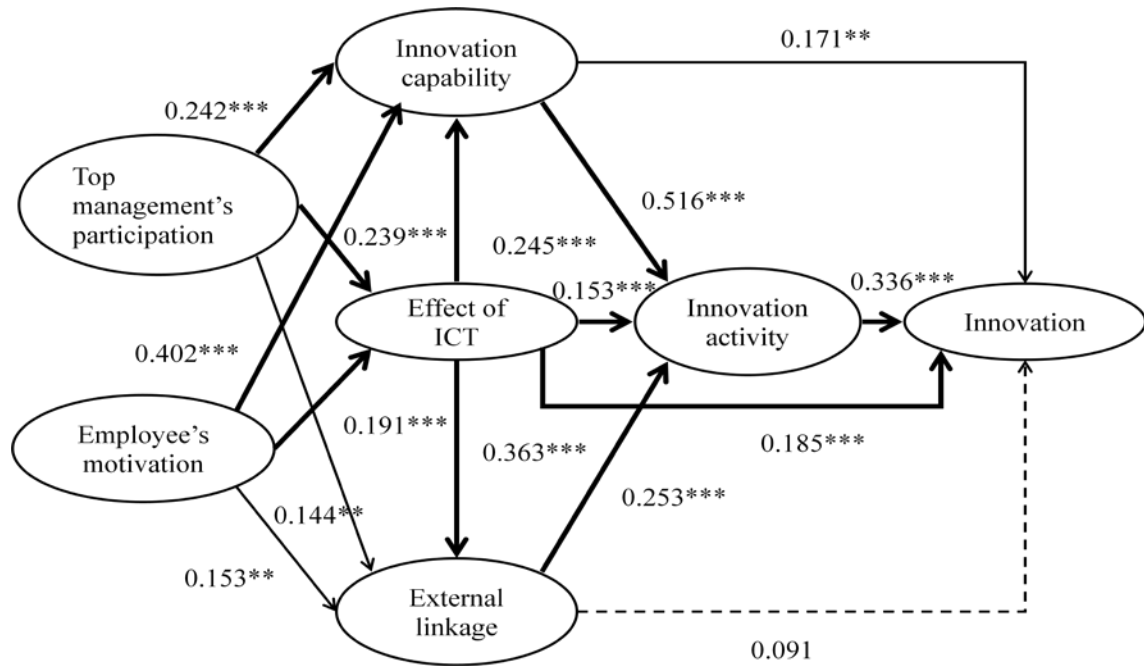 Innovation
capability
0.171**
0.242***
Top
management's
participation
0.516***
0.239***
0.245***
0.153***
0.336***
Effect of
ICT
Innovation
activity
Innovation
0.402***
Employee's
motivation
0.191***
0.363***
0.185***
0.253***
0.144**
0.153**
External
linkage
0.091